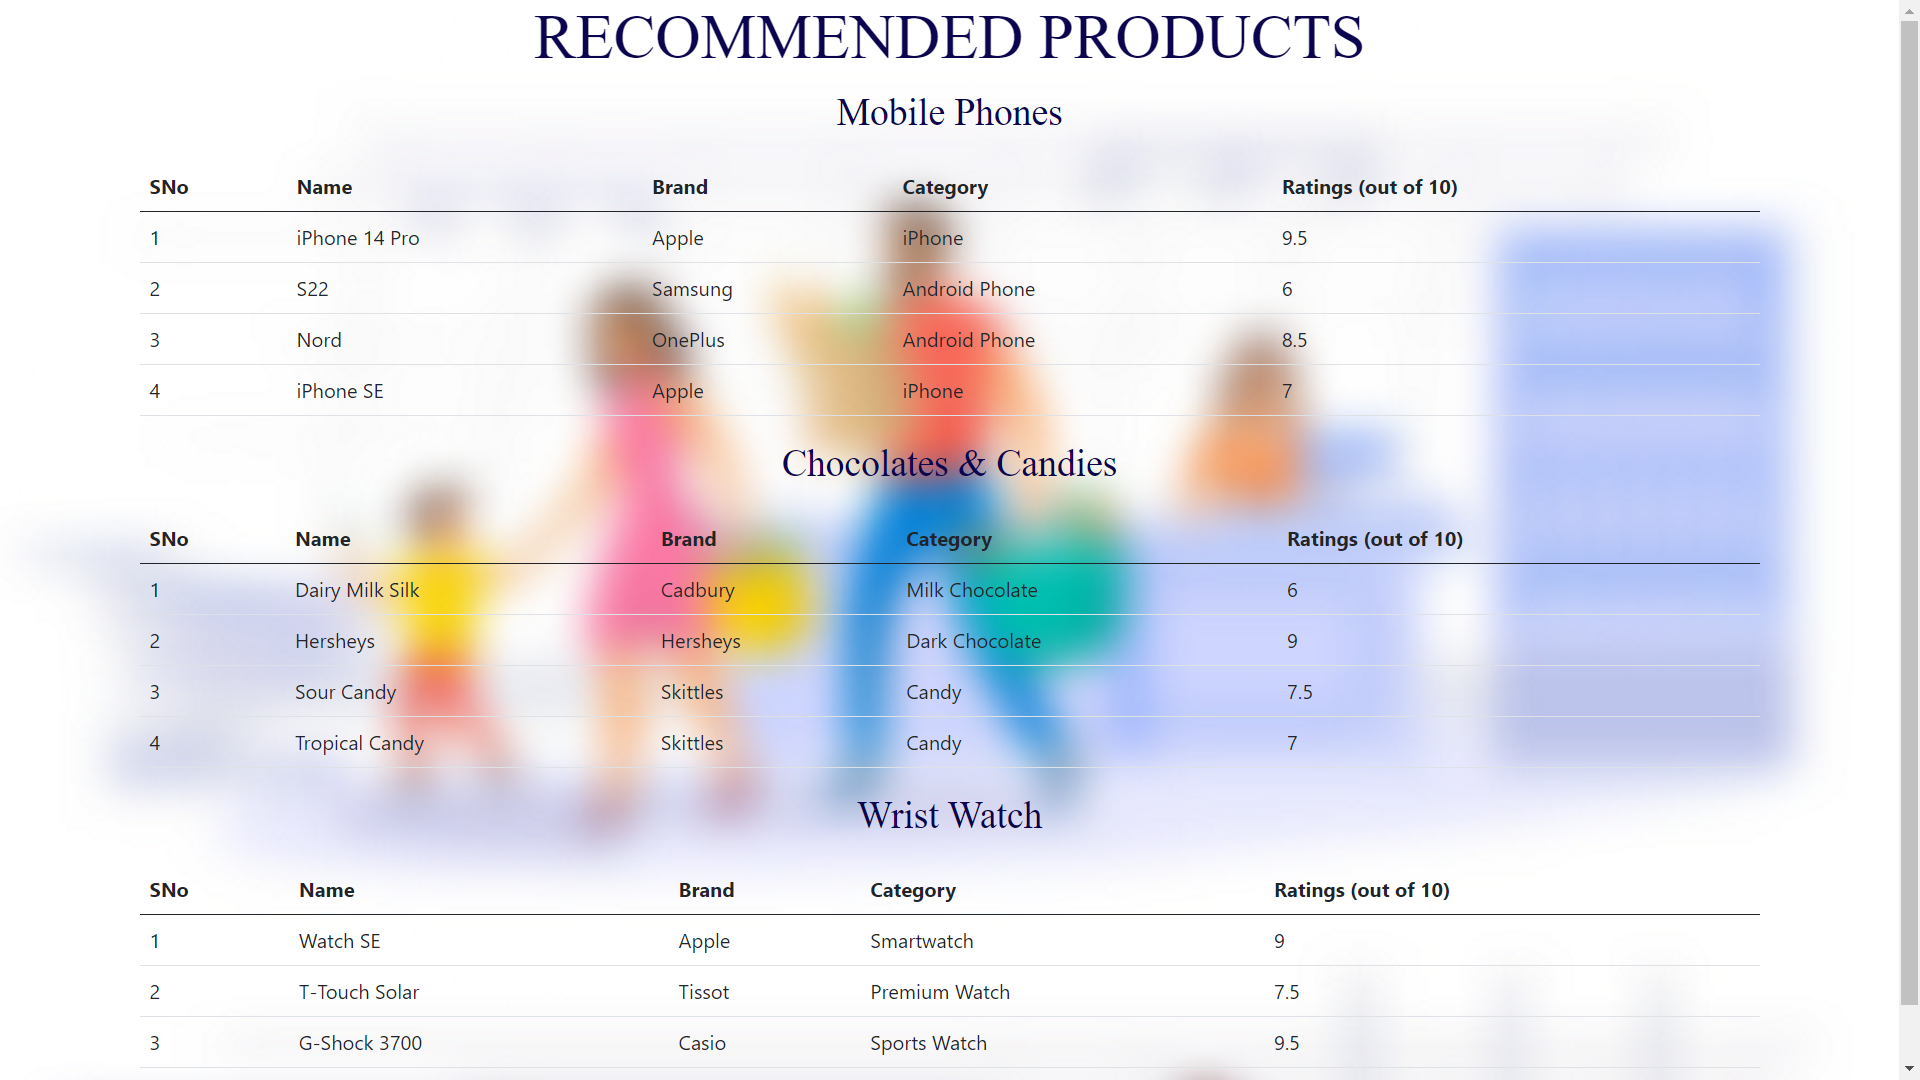 RECOMMENDED PRODUCTS
Mobile Phones
SNo Name Brand Category Ratings (out of 10)
1 iPhone 14 Pro Apple iPhone 9.5
2 S22 Samsung Android Phone 6
3 Nord OnePlus Android Phone 8.5
4 iPhone SE Apple iPhone 7
Chocolates & Candies
SNo Name Brand Category Ratings (out of 10)
1 Dairy Milk Silk Cadbury Milk Chocolate 6
2 Hersheys Hersheys Dark Chocolate 9
3 Sour Candy Skittles Candy 7.5
4 Tropical Candy Skittles Candy 7
Wrist Watch
SNo Name Brand Category Ratings (out of 10)
1 Watch SE Apple Smartwatch 9
2 T-Touch Solar Tissot Premium Watch 7.5
3 G-Shock 3700 Casio Sports Watch 9.5